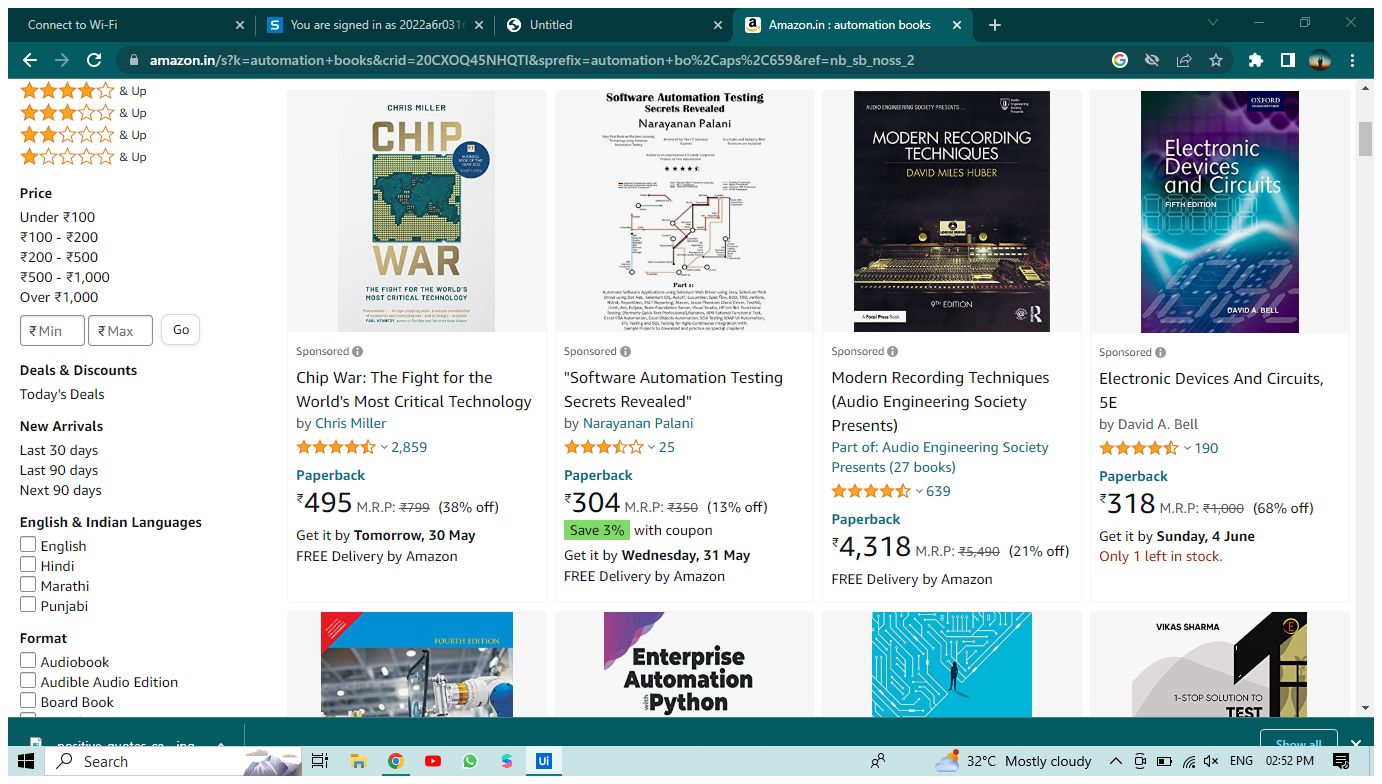 Connect to Wi-Fi
You are signed in as 2022a6r031
Untitled
Amazon.in : automation books
amazon.in/s?k=automation+books&crid=20CXOQ45NHQTI&sprefix=automation+bo%2Caps%2C659&ref=nb_sb_noss_2
& Up
& Up
& Up
& Up
Price
Under ₹100
₹100 - ₹200
₹200 - ₹500
₹500 - ₹1,000
Over ₹1,000
₹Min ₹Max Go
Deals & Discounts
Today's Deals
New Arrivals
Last 30 days
Last 90 days
Next 90 days
English & Indian Languages
English
Hindi
Marathi
Punjabi
Format
Audiobook
Audible Audio Edition
Board Book
CHRIS MILLER
CHIP
WAR
THE FIGHT FOR THE WORLD'S
MOST CRITICAL TECHNOLOGY
Sponsored
Chip War: The Fight for the
World's Most Critical Technology
by Chris Miller
2,859
Paperback
₹495 M.R.P: ₹799 (38% off)
Get it by Tomorrow, 30 May
FREE Delivery by Amazon
Software Automation Testing
Secrets Revealed
Narayanan Palani
Part 1:
Sponsored
"Software Automation Testing
Secrets Revealed"
by Narayanan Palani
25
Paperback
₹304 M.R.P: ₹350 (13% off)
Save 3% with coupon
Get it by Wednesday, 31 May
FREE Delivery by Amazon
AUDIO ENGINEERING SOCIETY PRESENTS...
MODERN RECORDING
TECHNIQUES
DAVID MILES HUBER
9TH EDITION
A Focal Press Book
R
Sponsored
Modern Recording Techniques
(Audio Engineering Society
Presents)
Part of: Audio Engineering Society
Presents (27 books)
639
Paperback
₹4,318 M.R.P: ₹5,490 (21% off)
FREE Delivery by Amazon
OXFORD
Electronic
Devices
and Circuits
FIFTH EDITION
DAVID A. BELL
Sponsored
Electronic Devices And Circuits,
5E
by David A. Bell
190
Paperback
₹318 M.R.P: ₹1,000 (68% off)
Get it by Sunday, 4 June
Only 1 left in stock.
FOURTH EDITION
Enterprise
Automation
with
Python
VIKAS SHARMA
1-STOP SOLUTION TO
TEST
Show all
Search
Ui
32°C Mostly cloudy
ENG
02:52 PM